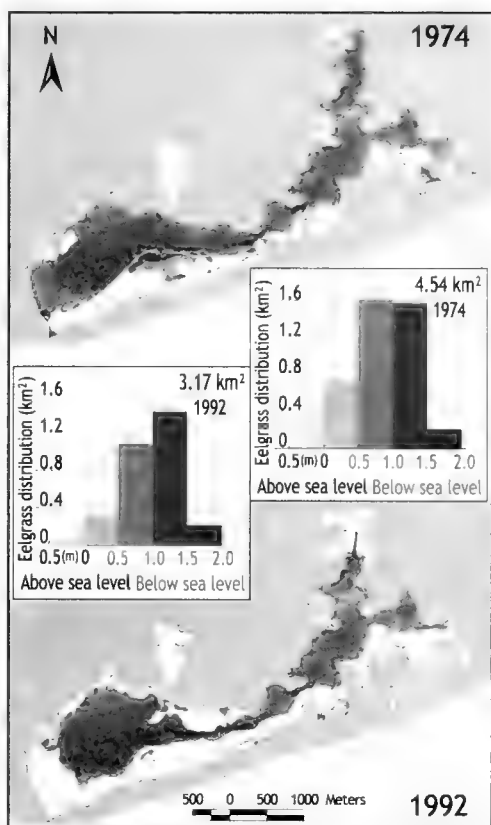 N
1974
4.54 km²
1974
Eelgrass distribution (km²)
1.6
1.2
0.8
0.4
0
0.5(m) 0 0.5 1.0 1.5 2.0
Above sea level Below sea level
3.17 km²
1992
Eelgrass distribution (km²)
1.6
1.2
0.8
0.4
0.
0.5(m) 0 0.5 1.0 1.5 2.0
Above sea level Below sea level
500 0 500 1000 Meters
1992